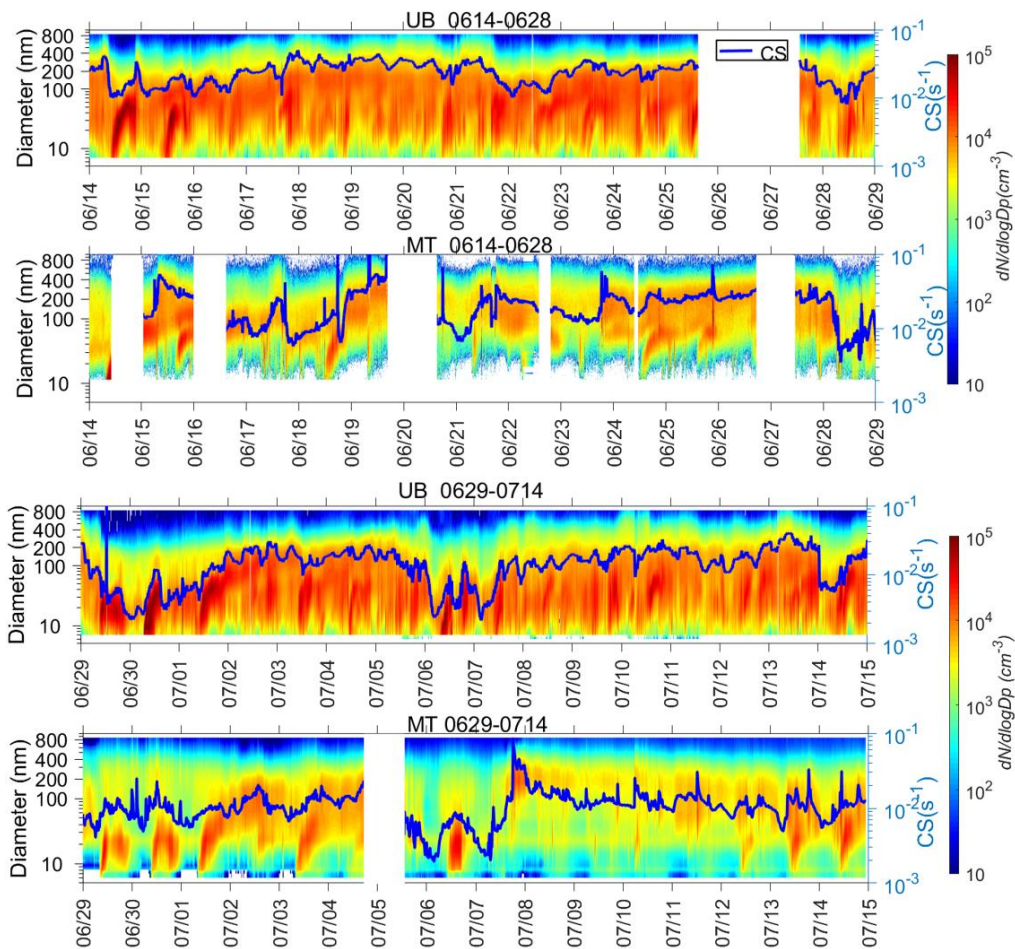 UB 0614-0628
Diameter (nm)
800
400
200
100
10
CS
10⁻¹
10⁻²
10⁻³
CS(s⁻¹)
06/14 06/15 06/16 06/17 06/18 06/19 06/20 06/21 06/22 06/23 06/24 06/25 06/26 06/27 06/28 06/29
MT 0614-0628
Diameter (nm)
800
400
200
100
10
10⁻¹
10⁻²
10⁻³
CS(s⁻¹)
06/14 06/15 06/16 06/17 06/18 06/19 06/20 06/21 06/22 06/23 06/24 06/25 06/26 06/27 06/28 06/29
10⁵
10⁴
10³
10²
10
dN/dlogDp(cm⁻³)
UB 0629-0714
Diameter (nm)
800
400
200
100
10
10⁻¹
10⁻²
10⁻³
CS(s⁻¹)
06/29 06/30 07/01 07/02 07/03 07/04 07/05 07/06 07/07 07/08 07/09 07/10 07/11 07/12 07/13 07/14 07/15
MT 0629-0714
Diameter (nm)
800
400
200
100
10
10⁻¹
10⁻²
10⁻³
CS(s⁻¹)
06/29 06/30 07/01 07/02 07/03 07/04 07/05 07/06 07/07 07/08 07/09 07/10 07/11 07/12 07/13 07/14 07/15
10⁵
10⁴
10³
10²
10
dN/dlogDp (cm⁻³)